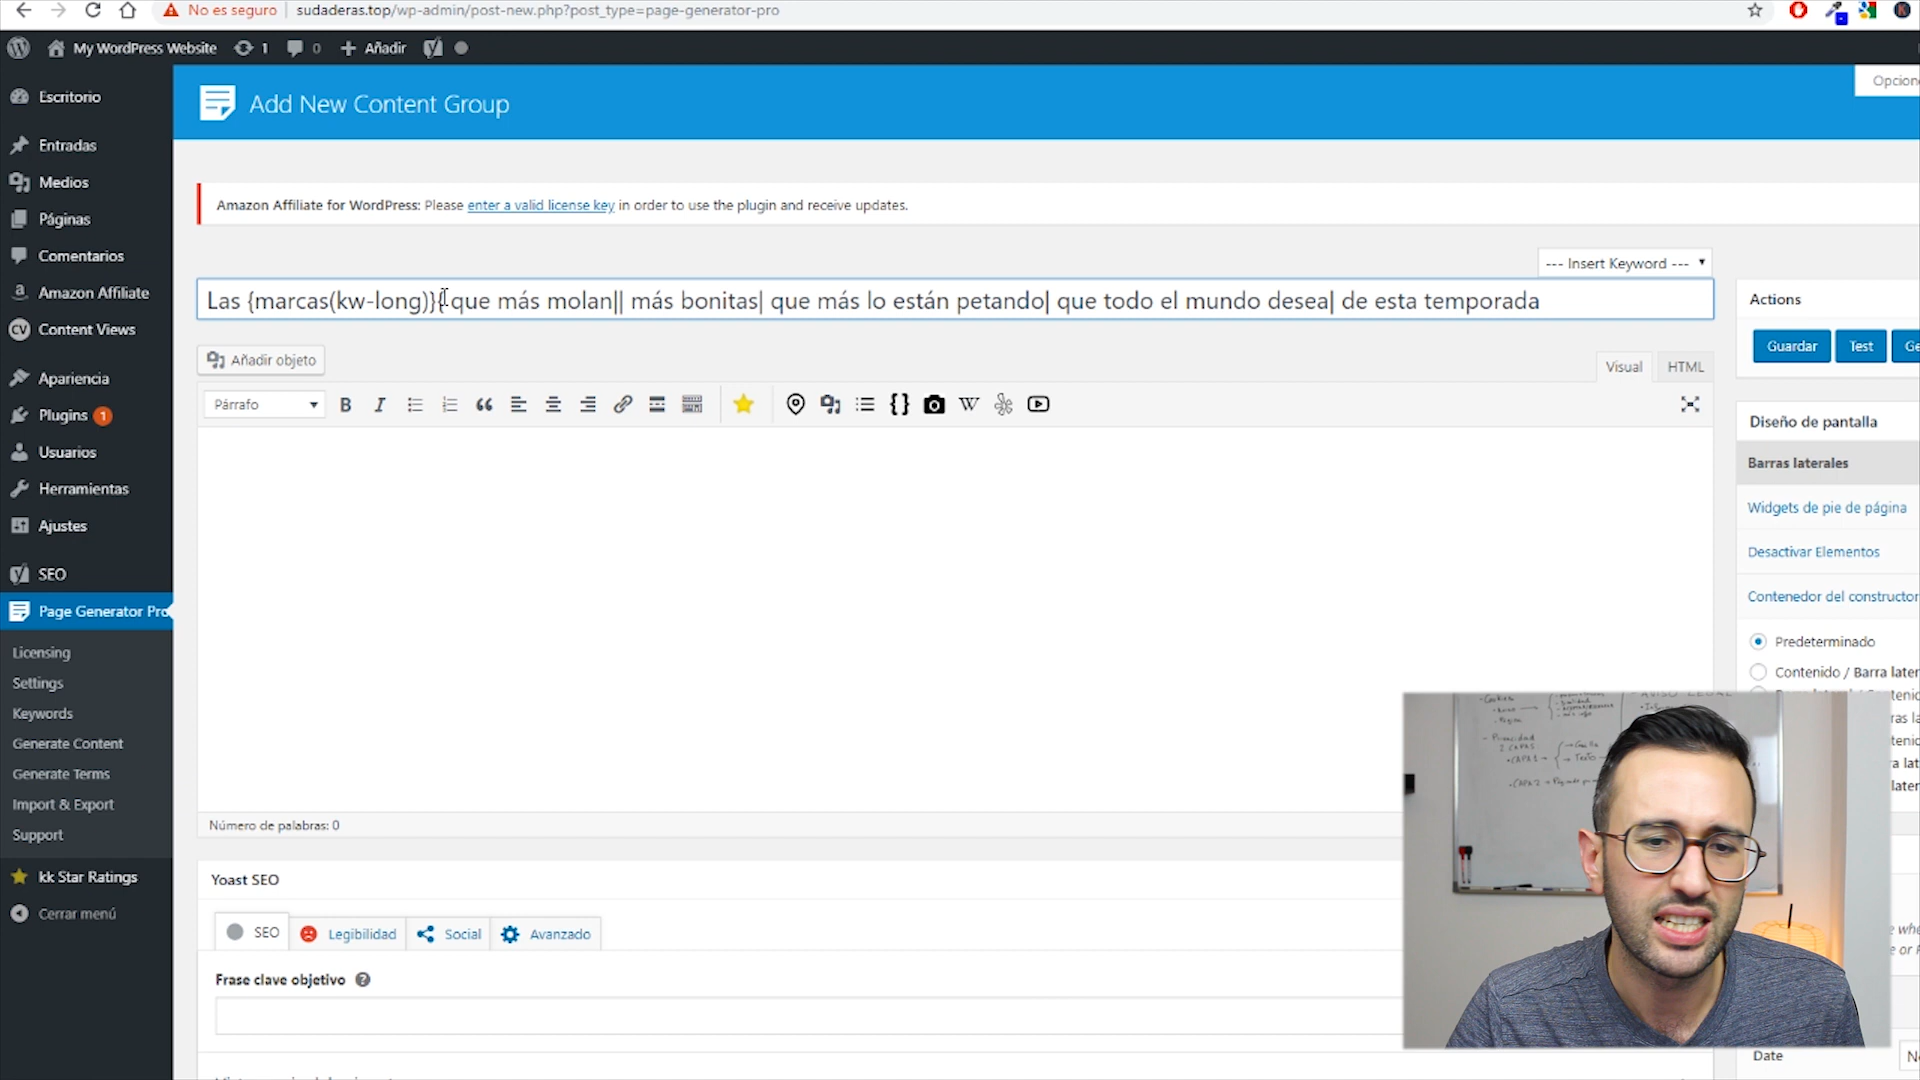 No es seguro sudaderas.top/wp-admin/post-new.php?post_type=page-generator-pro
My WordPress Website 1 0 Añadir
Escritorio
Entradas
Medios
Páginas
Comentarios
Amazon Affiliate
Content Views
Apariencia
Plugins 1
Usuarios
Herramientas
Ajustes
SEO
Page Generator Pro
Licensing
Settings
Keywords
Generate Content
Generate Terms
Import & Export
Support
kk Star Ratings
Cerrar menú
Add New Content Group
Amazon Affiliate for WordPress: Please enter a valid license key in order to use the plugin and receive updates.
--- Insert Keyword ---
Las {marcas(kw-long)}{ que más molan|| más bonitas| que más lo están petando| que todo el mundo desea| de esta temporada
Añadir objeto
Visual HTML
Párrafo
Número de palabras: 0
Yoast SEO
SEO Legibilidad Social Avanzado
Frase clave objetivo
Actions
Guardar Test
Diseño de pantalla
Barras laterales
Widgets de pie de página
Desactivar Elementos
Contenedor del constructor
Predeterminado
Contenido / Barra later
Date